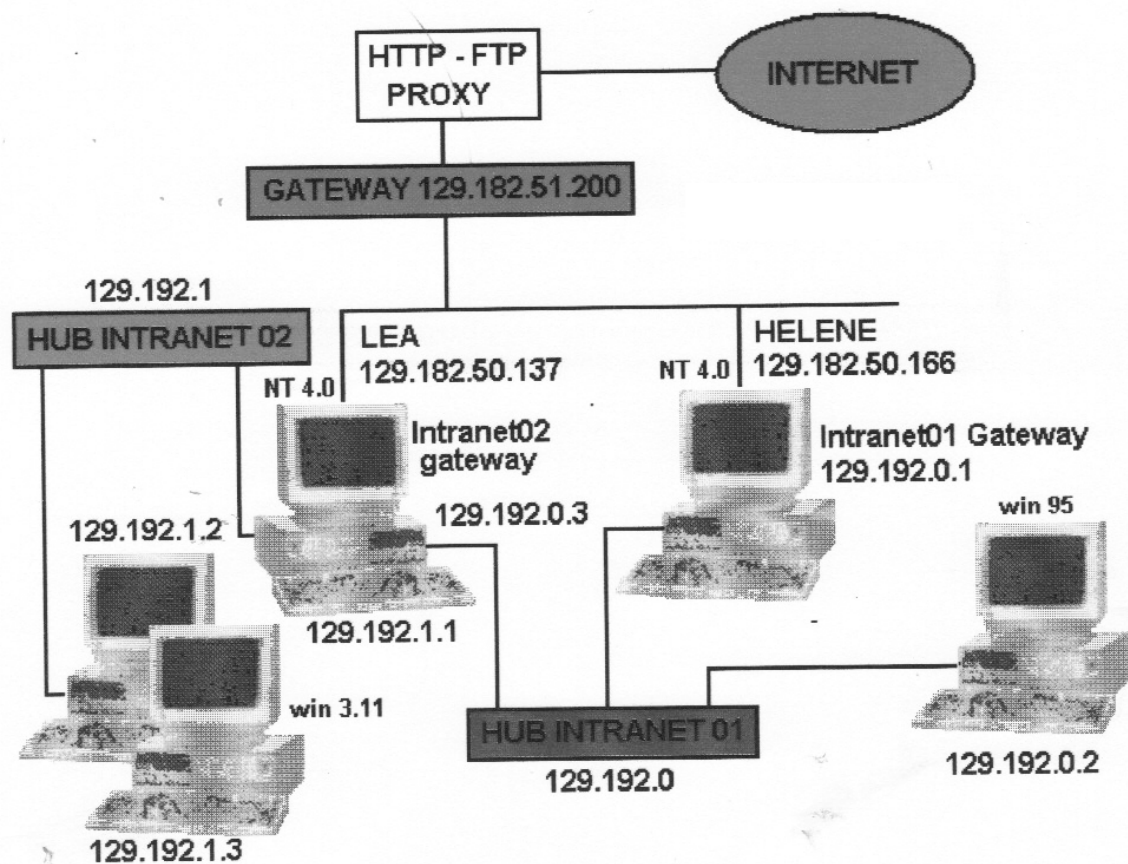 HTTP - FTP
PROXY
INTERNET
GATEWAY 129.182.51.200
129.192.1
HUB INTRANET 02
LEA
129.182.50.137
NT 4.0
HELENE
129.182.50.166
NT 4.0
Intranet02
gateway
Intranet01 Gateway
129.192.0.1
129.192.0.3
win 95
129.192.1.2
129.192.1.1
win 3.11
HUB INTRANET 01
129.192.0
129.192.0.2
129.192.1.3